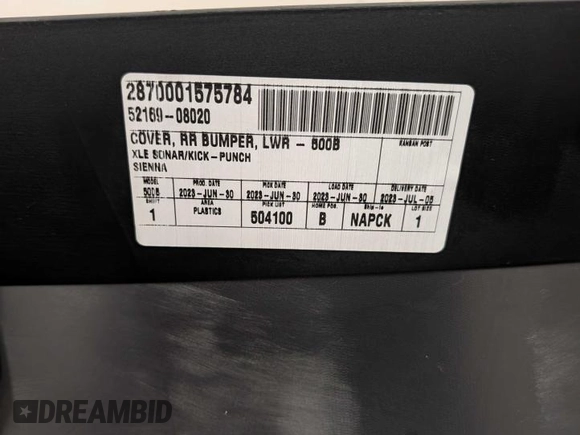 2870001575784
52169-08020
COVER, RR BUMPER, LWR - 500B
KANBAN POST
XLE SONAR/KICK-PUNCH
SIENNA
MODEL PROD. DATE PICK DATE LOAD DATE DELIVERY DATE
500B 2023-JUN-30 2023-JUN-30 2023-JUN-30 2023-JUL-05
SHIFT AREA PICK LIST HOME POS Ship-to LOT SIZE
1 PLASTICS 504100 B NAPCK 1
DREAMBID